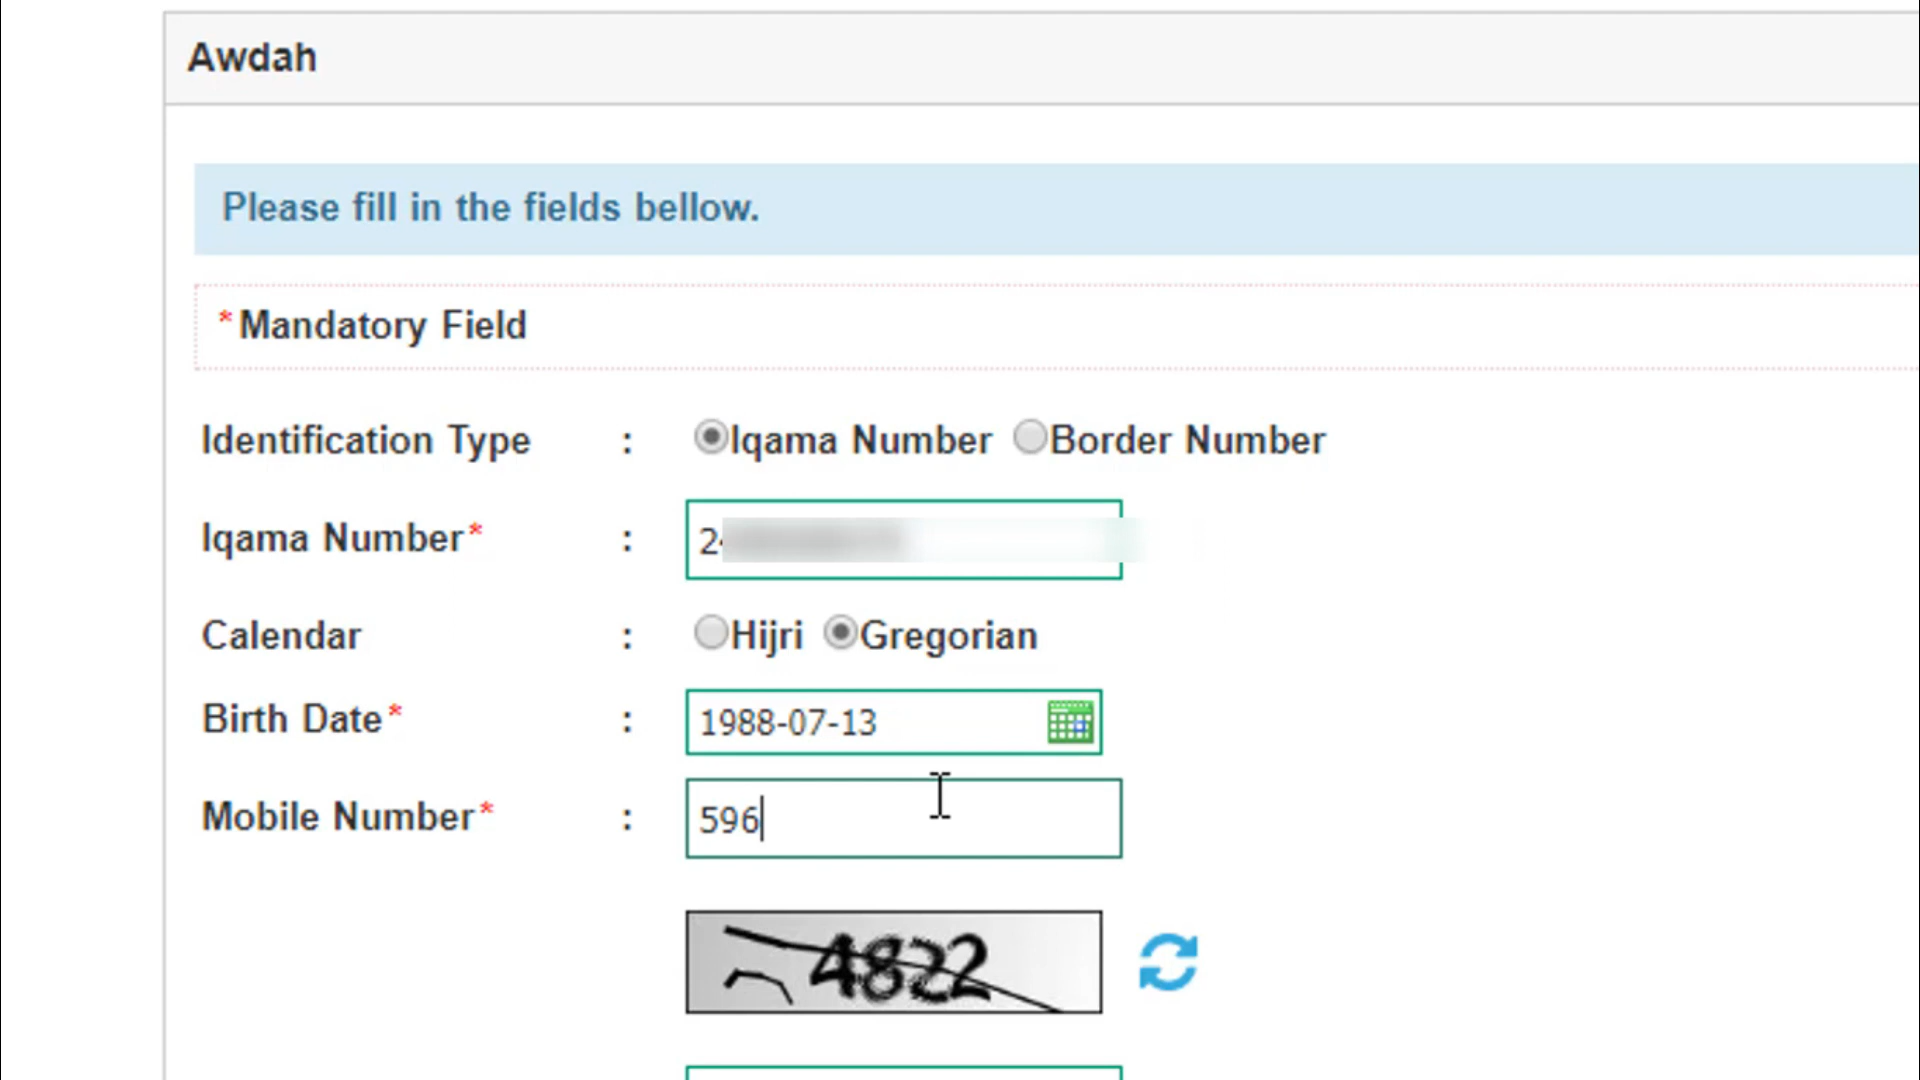 Awdah
Please fill in the fields bellow.
*Mandatory Field
Identification Type : Iqama Number Border Number
Iqama Number* : 2
Calendar : Hijri Gregorian
Birth Date* : 1988-07-13
Mobile Number* : 596
4822